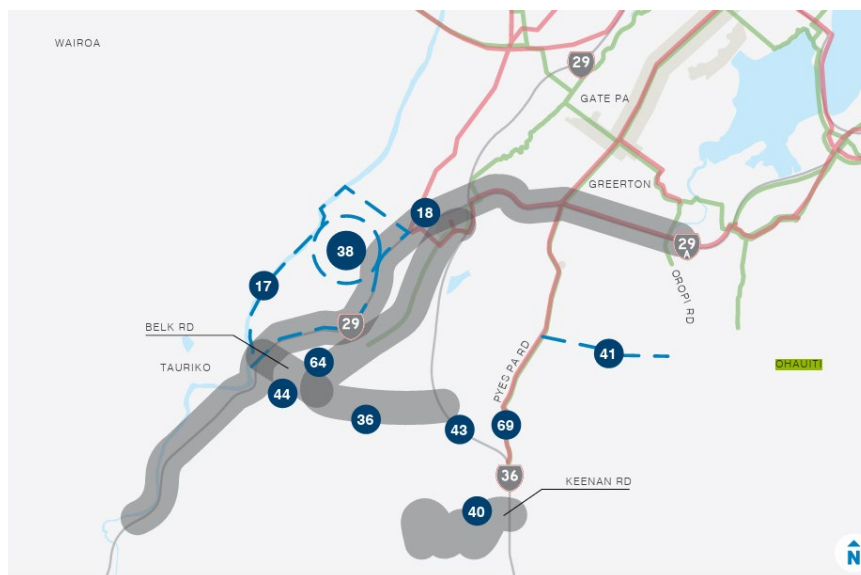 WAIROA
29
GATE PA
GREERTON
18
38
29
A
17
OROPI RD
29
BELK RD
TAURIKO
64
41
PYES PA RD
OHAUITI
44
36
43
69
36
KEENAN RD
40
N